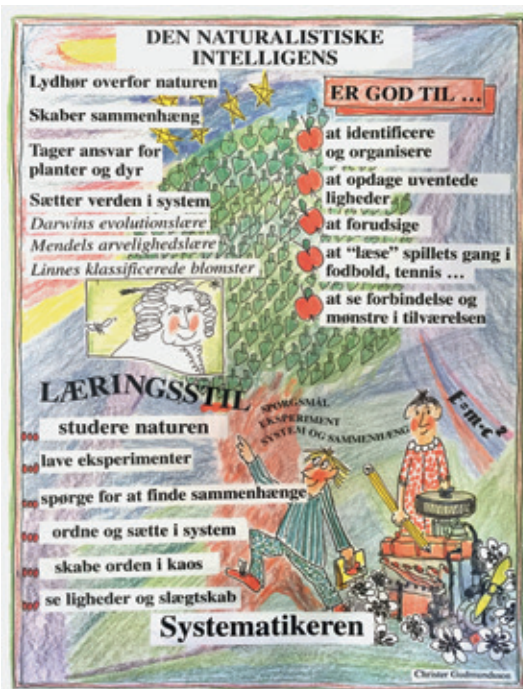 DEN NATURALISTISKE
INTELLIGENS
Lydhør overfor naturen
Skaber sammenhæng
Tager ansvar for
planter og dyr
Sætter verden i system
Darwins evolutionslære
Mendels arvelighedslære
Linnes klassificerede blomster
ER GOD TIL ...
at identificere
og organisere
at opdage uventede
ligheder
at forudsige
at "læse" spillets gang i
fodbold, tennis ...
at se forbindelse og
mønstre i tilværelsen
LÆRINGSSTIL
studere naturen
lave eksperimenter
spørge for at finde sammenhænge
ordne og sætte i system
skabe orden i kaos
se ligheder og slægtskab
SPØRGSMÅL
EKSPERIMENT
SYSTEM OG SAMMENHÆNG
E=m·c²
Systematikeren
Christer Gudmundsson